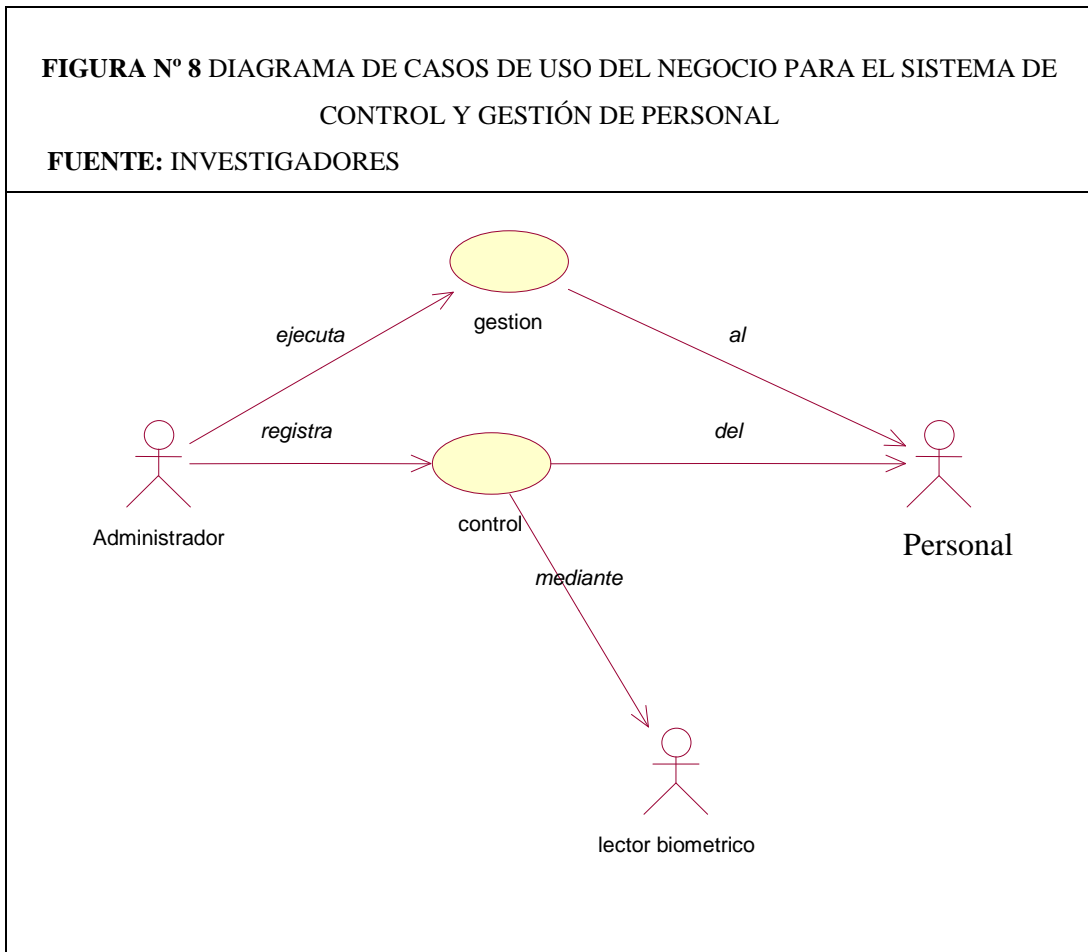 FIGURA Nº 8 DIAGRAMA DE CASOS DE USO DEL NEGOCIO PARA EL SISTEMA DE
CONTROL Y GESTIÓN DE PERSONAL
FUENTE: INVESTIGADORES
gestion
ejecuta
al
registra
del
control
Administrador
Personal
mediante
lector biometrico